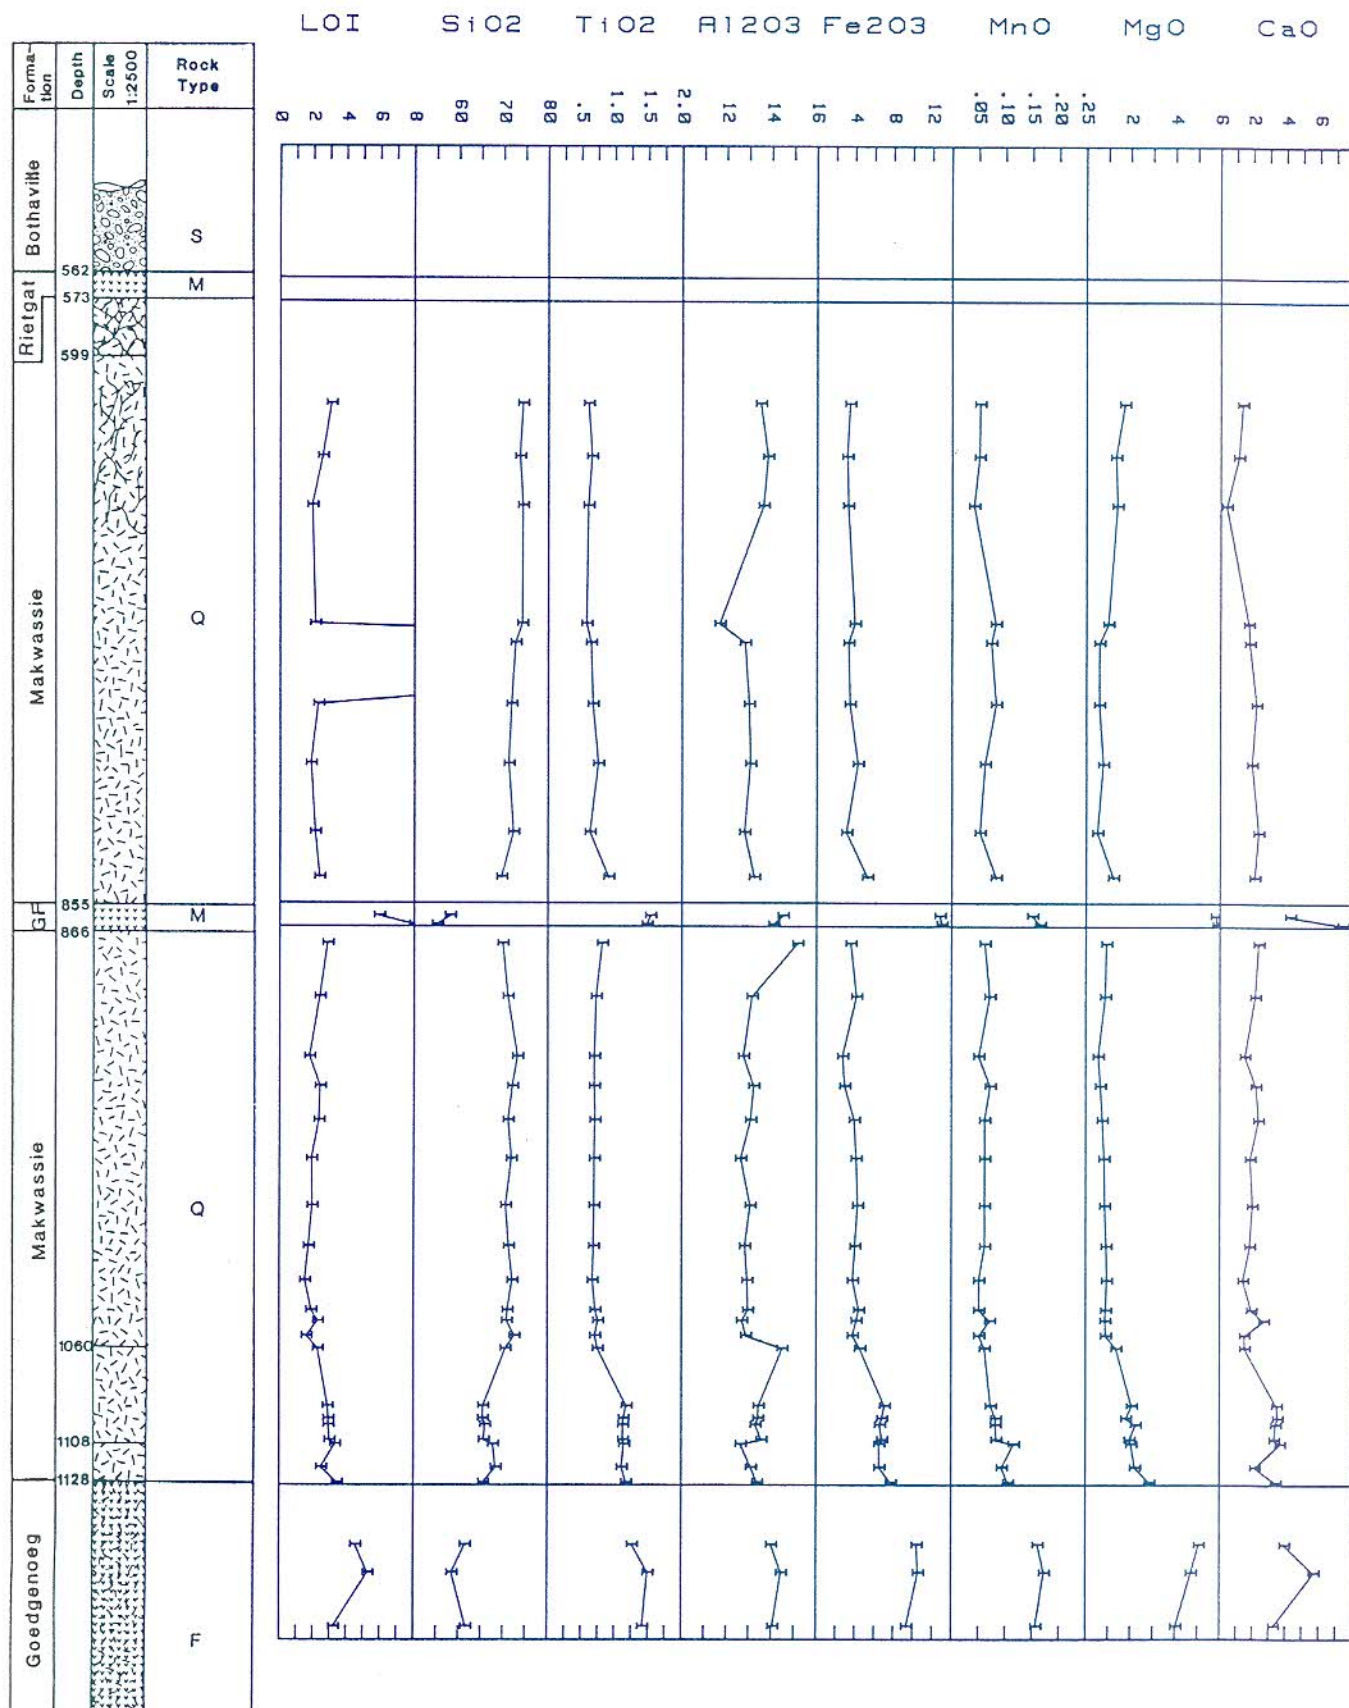 LOI SiO2 TiO2 Al2O3 Fe2O3 MnO MgO CaO
Forma-
tion
Depth
Scale
1:2500
Rock
Type
0 2 4 6 8 60 70 80 .5 1.0 1.5 2.0 12 14 16 4 8 12 .05 .10 .15 .20 .25 2 4 6 2 4 6
Bothaville
S
562
Rietgat
M
573
599
Makwassie
Q
855
GF
M
866
Makwassie
Q
1060
1108
1128
Goedgenoeg
F